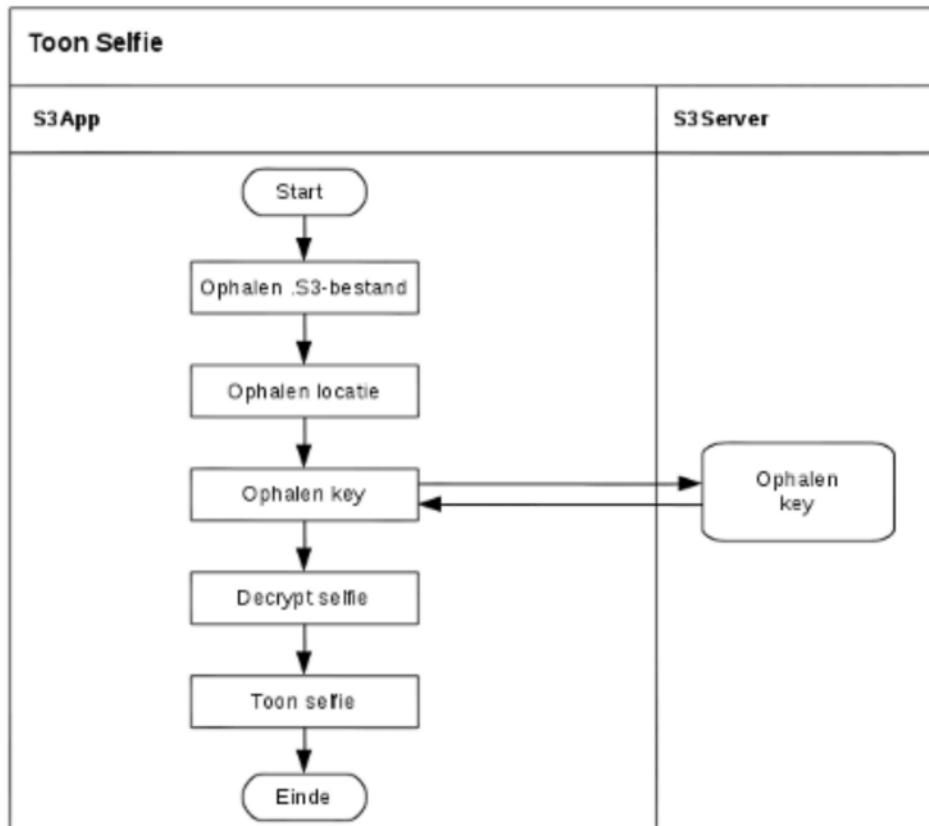 Toon Selfie
S3App
S3Server
Start
Ophalen .S3-bestand
Ophalen locatie
Ophalen key
Ophalen
key
Decrypt selfie
Toon selfie
Einde